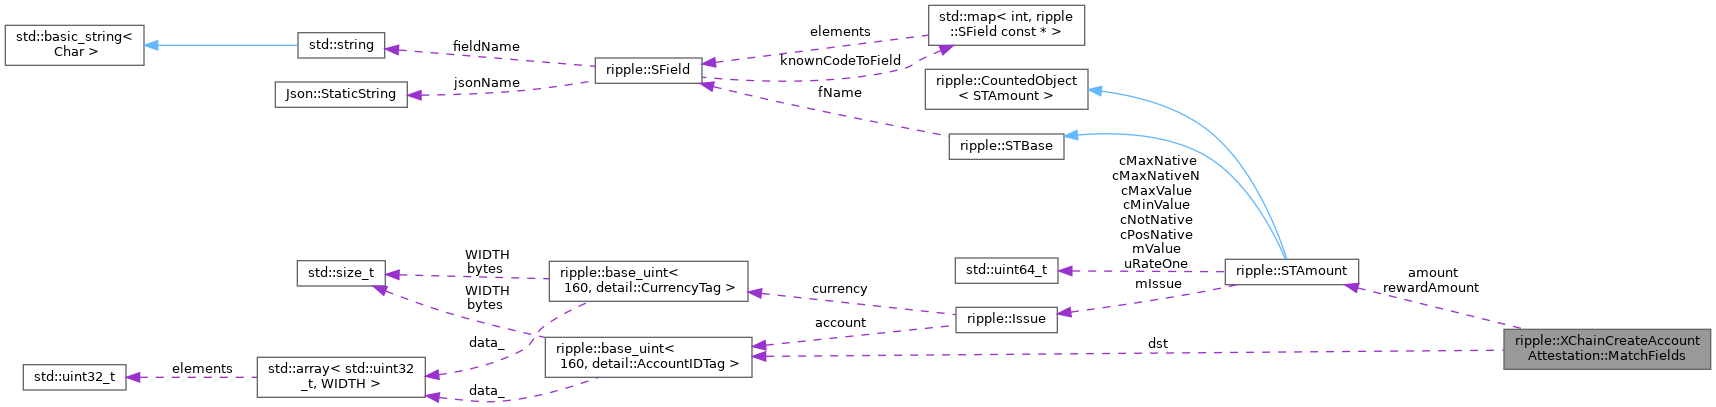 std::basic_string<
Char >
std::string
fieldName
Json::StaticString
jsonName
ripple::SField
elements
knownCodeToField
fName
std::map< int, ripple
::SField const * >
ripple::CountedObject
< STAmount >
ripple::STBase
cMaxNative
cMaxNativeN
cMaxValue
cMinValue
cNotNative
cPosNative
mValue
uRateOne
mIssue
std::uint64_t
ripple::STAmount
amount
rewardAmount
ripple::XChainCreateAccount
Attestation::MatchFields
dst
ripple::Issue
currency
account
ripple::base_uint<
160, detail::CurrencyTag >
ripple::base_uint<
160, detail::AccountIDTag >
WIDTH
bytes
WIDTH
bytes
std::size_t
data_
data_
std::array< std::uint32
_t, WIDTH >
elements
std::uint32_t